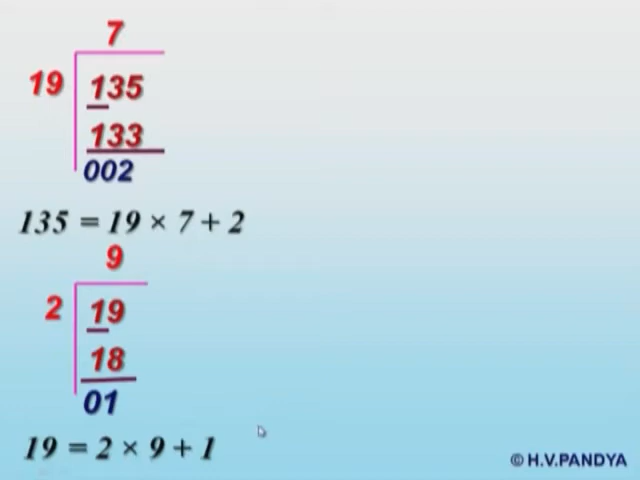 7
19 135
133
002
135 = 19 × 7 + 2
9
2 19
18
01
19 = 2 × 9 + 1
© H.V.PANDYA